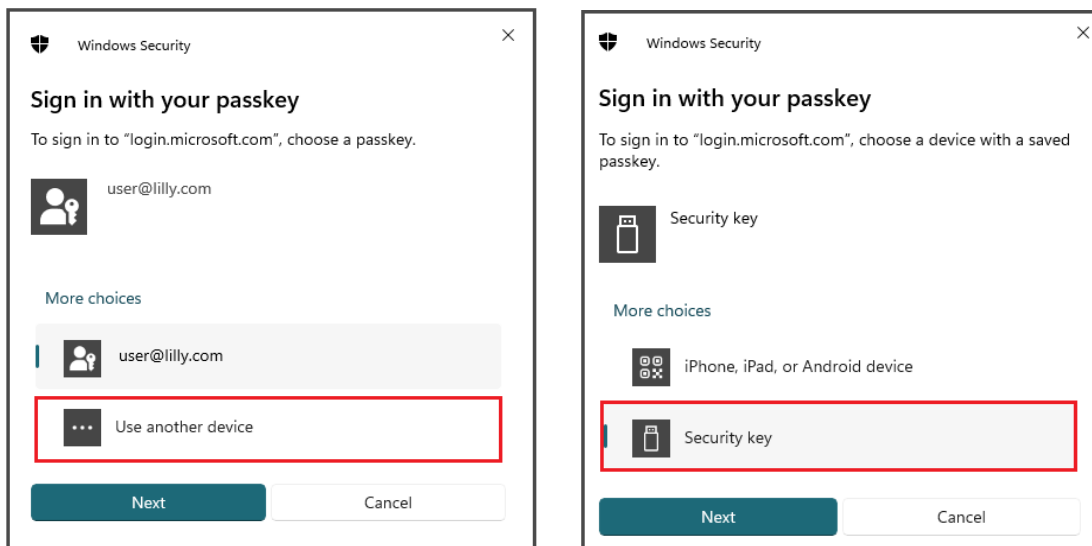 Windows Security
Sign in with your passkey
To sign in to “login.microsoft.com”, choose a passkey.
user@lilly.com
More choices
user@lilly.com
Use another device
Next
Cancel
Windows Security
Sign in with your passkey
To sign in to “login.microsoft.com”, choose a device with a saved
passkey.
Security key
More choices
iPhone, iPad, or Android device
Security key
Next
Cancel